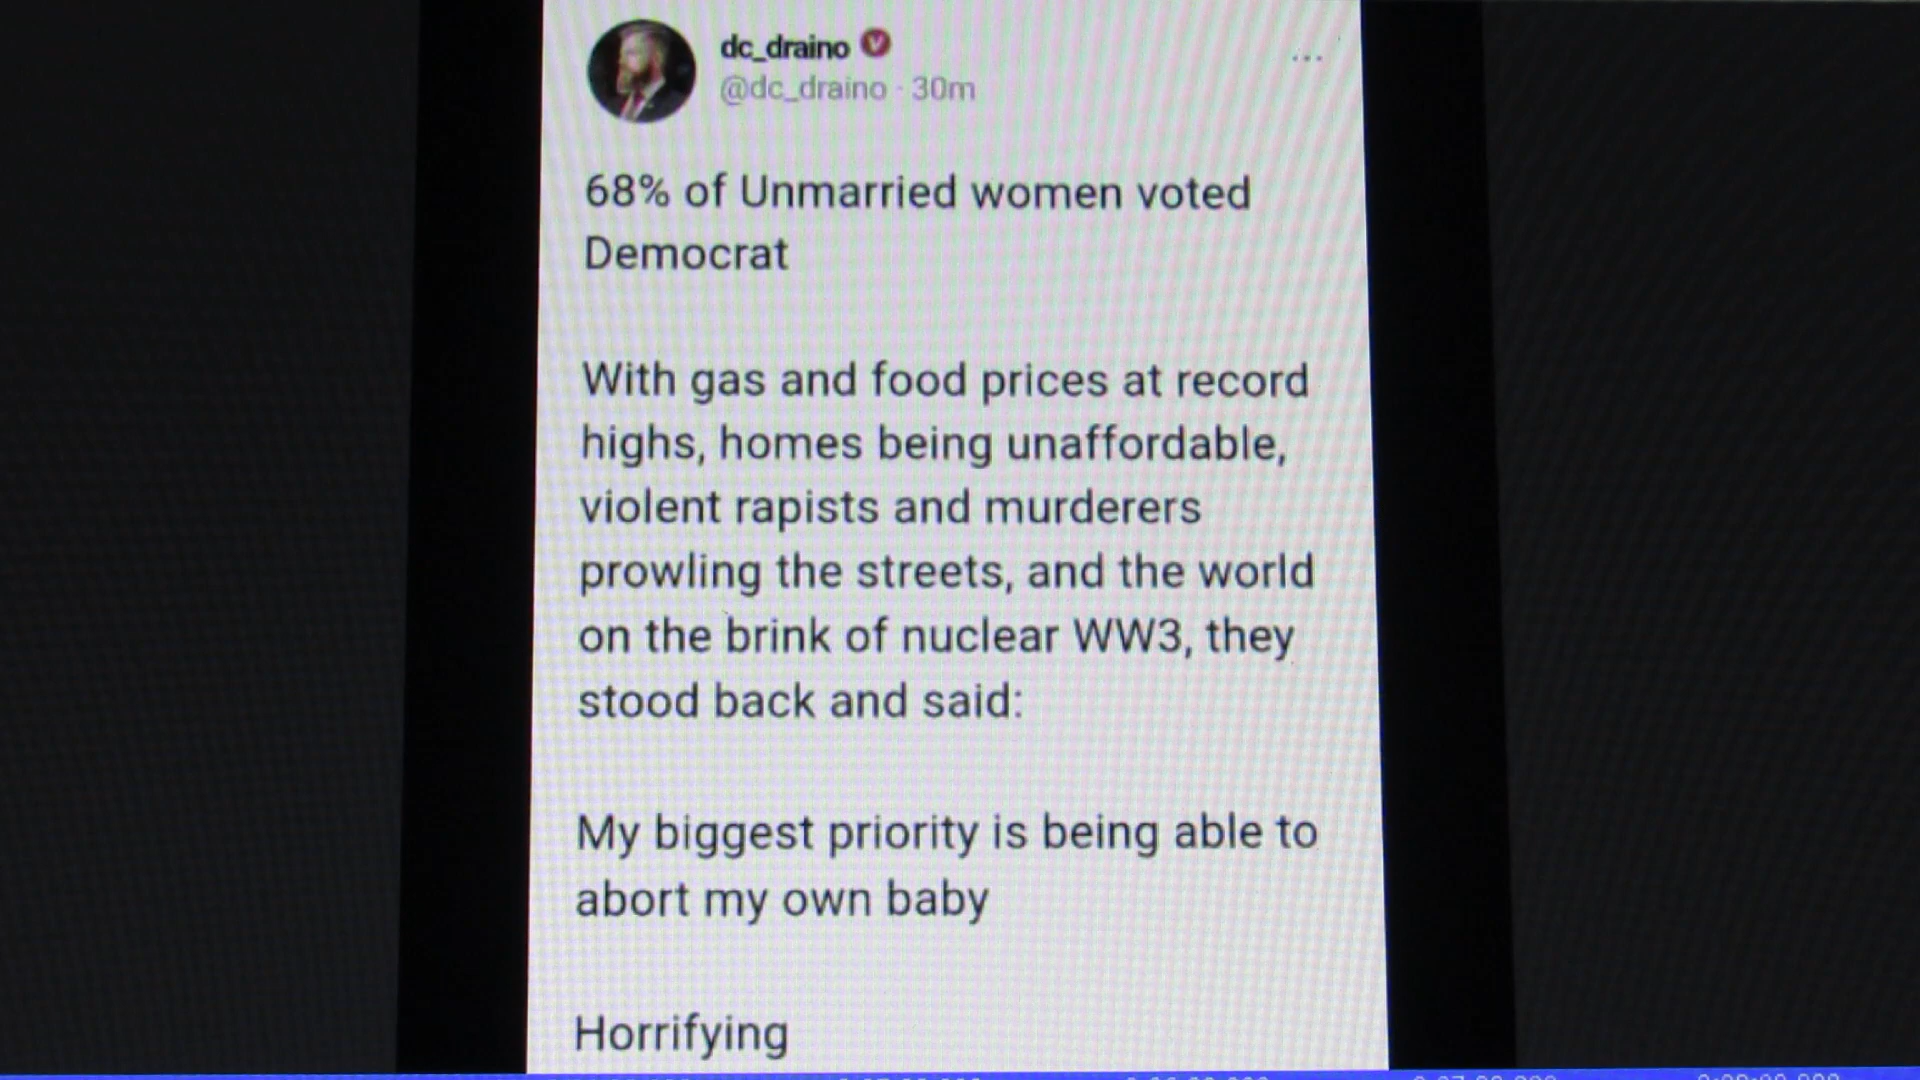 dc_draino
@dc_draino · 30m
68% of Unmarried women voted
Democrat
With gas and food prices at record
highs, homes being unaffordable,
violent rapists and murderers
prowling the streets, and the world
on the brink of nuclear WW3, they
stood back and said:
My biggest priority is being able to
abort my own baby
Horrifying